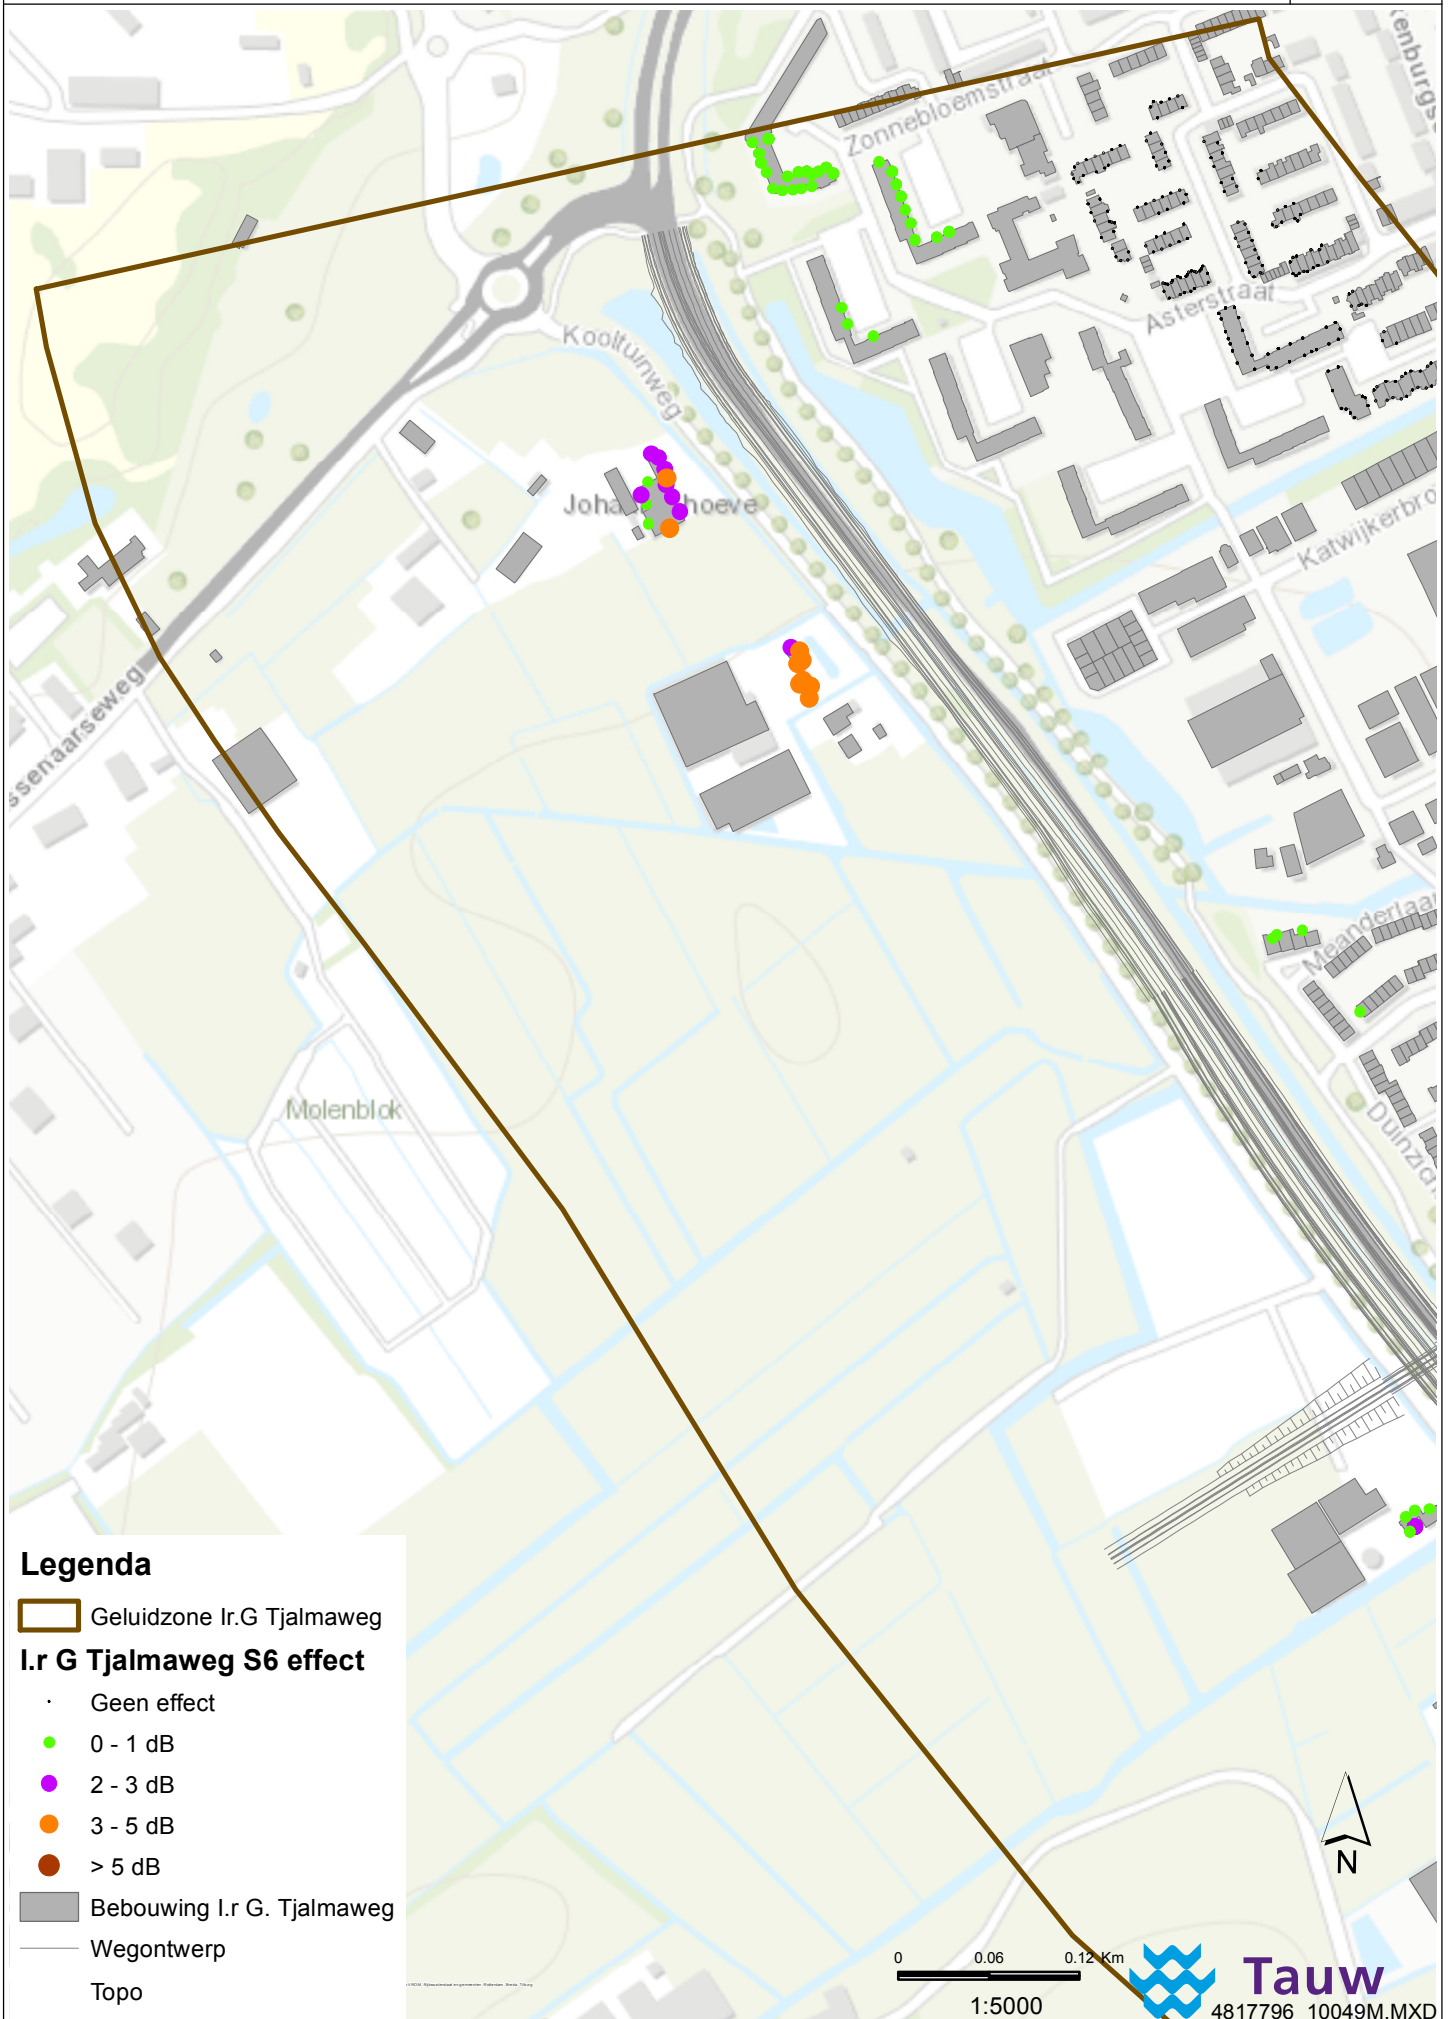 Zonnebloemstraat
Asterstraat
Kooltuinweg
Katwijkerbro
Meanderlaan
Molenblok
Legenda
Geluidzone Ir.G Tjalmaweg
I.r G Tjalmaweg S6 effect
Geen effect
0 - 1 dB
2 - 3 dB
3 - 5 dB
> 5 dB
Bebouwing I.r G. Tjalmaweg
Wegontwerp
Topo
0 0.06 0.12 Km
1:5000
N
Tauw
4817796_10049M.MXD
ssenaarseweg
enburgs
Duinzich